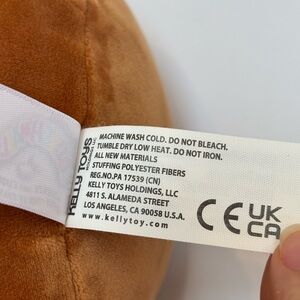 KELLY TOYS
MACHINE WASH COLD. DO NOT BLEACH.
TUMBLE DRY LOW HEAT. DO NOT IRON.
ALL NEW MATERIALS
STUFFING POLYESTER FIBERS
REG.NO.PA 17539 (CN)
KELLY TOYS HOLDINGS, LLC
4811 S. ALAMEDA STREET
LOS ANGELES, CA 90058 U.S.A.
www.kellytoy.com
CE
UK
CA